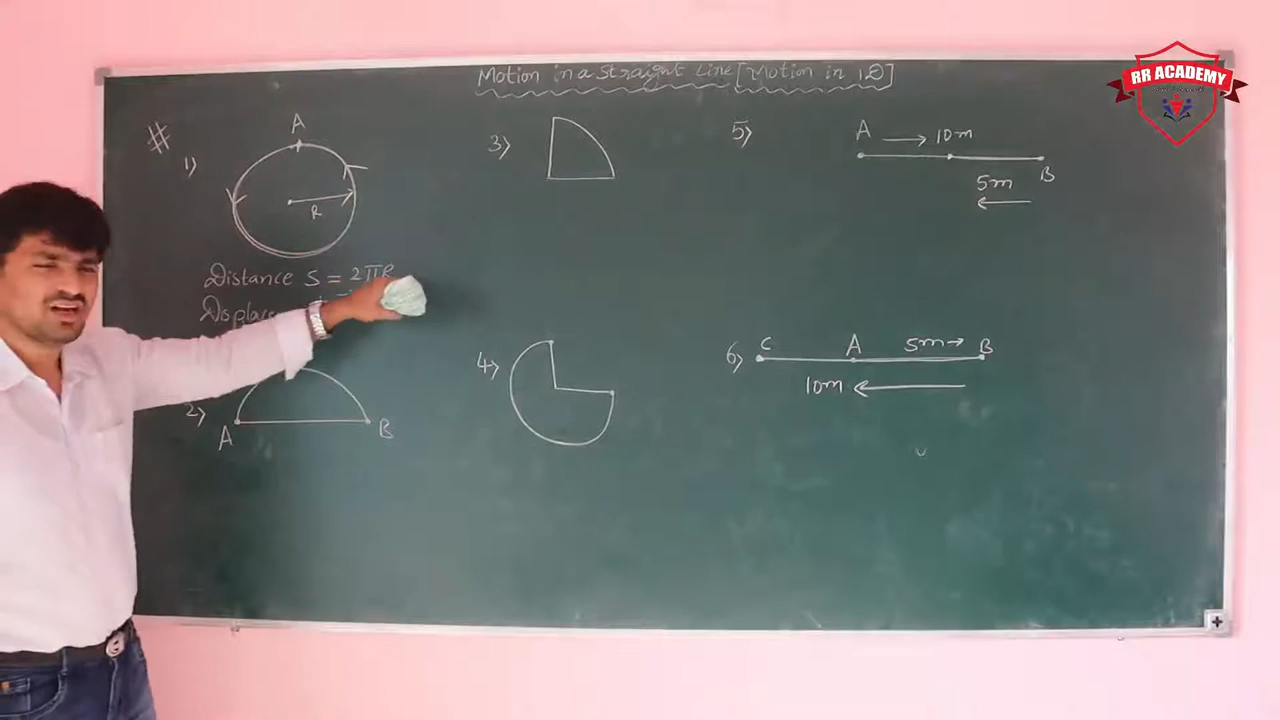 Motion in a Straight Line [Motion in 1D]
RR ACADEMY
#
1)
A
R
Distance S = 2πR
2)
A
B
3)
4)
5)
A → 10m
5m
B
←
6)
C
A
5m→
B
10m ←